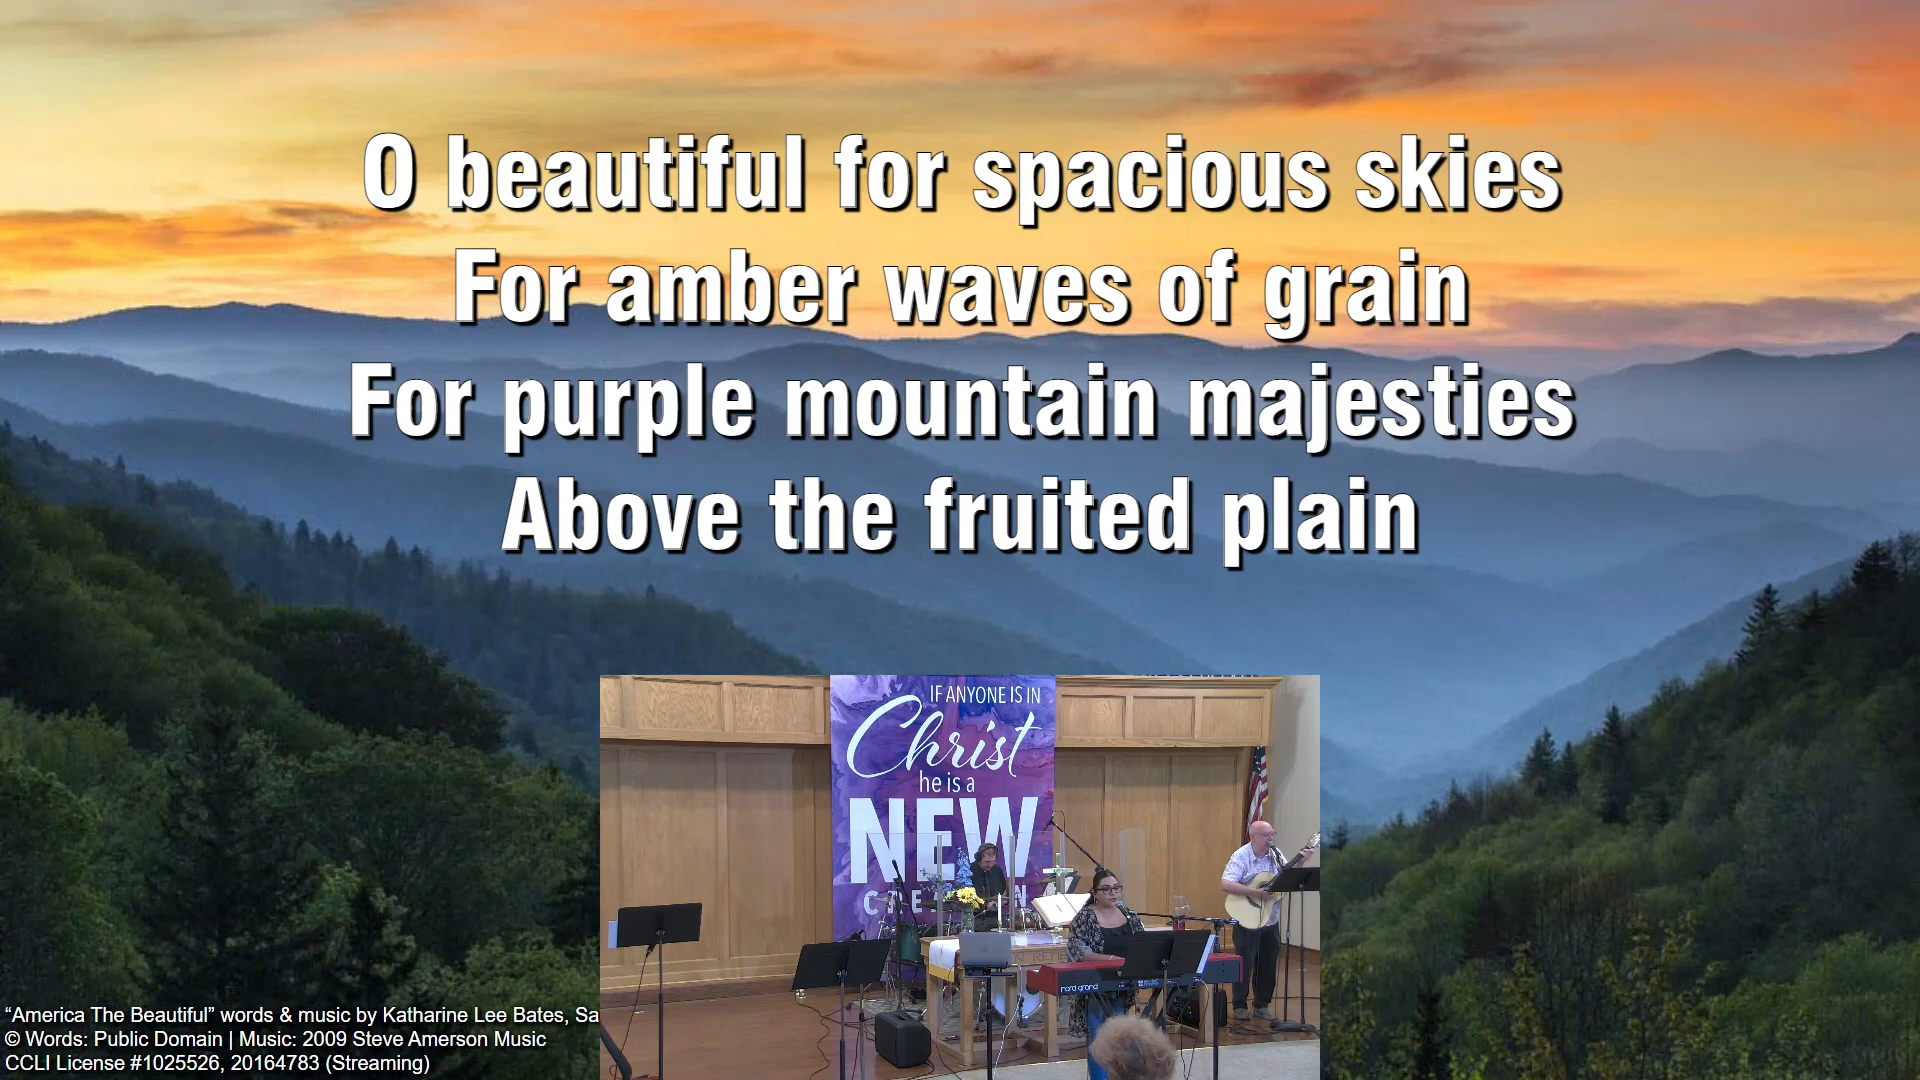 O beautiful for spacious skies
For amber waves of grain
For purple mountain majesties
Above the fruited plain
IF ANYONE IS IN
Christ
he is a
NEW
nord grand
“America The Beautiful” words & music by Katharine Lee Bates, Sa
© Words: Public Domain | Music: 2009 Steve Amerson Music
CCLI License #1025526, 20164783 (Streaming)